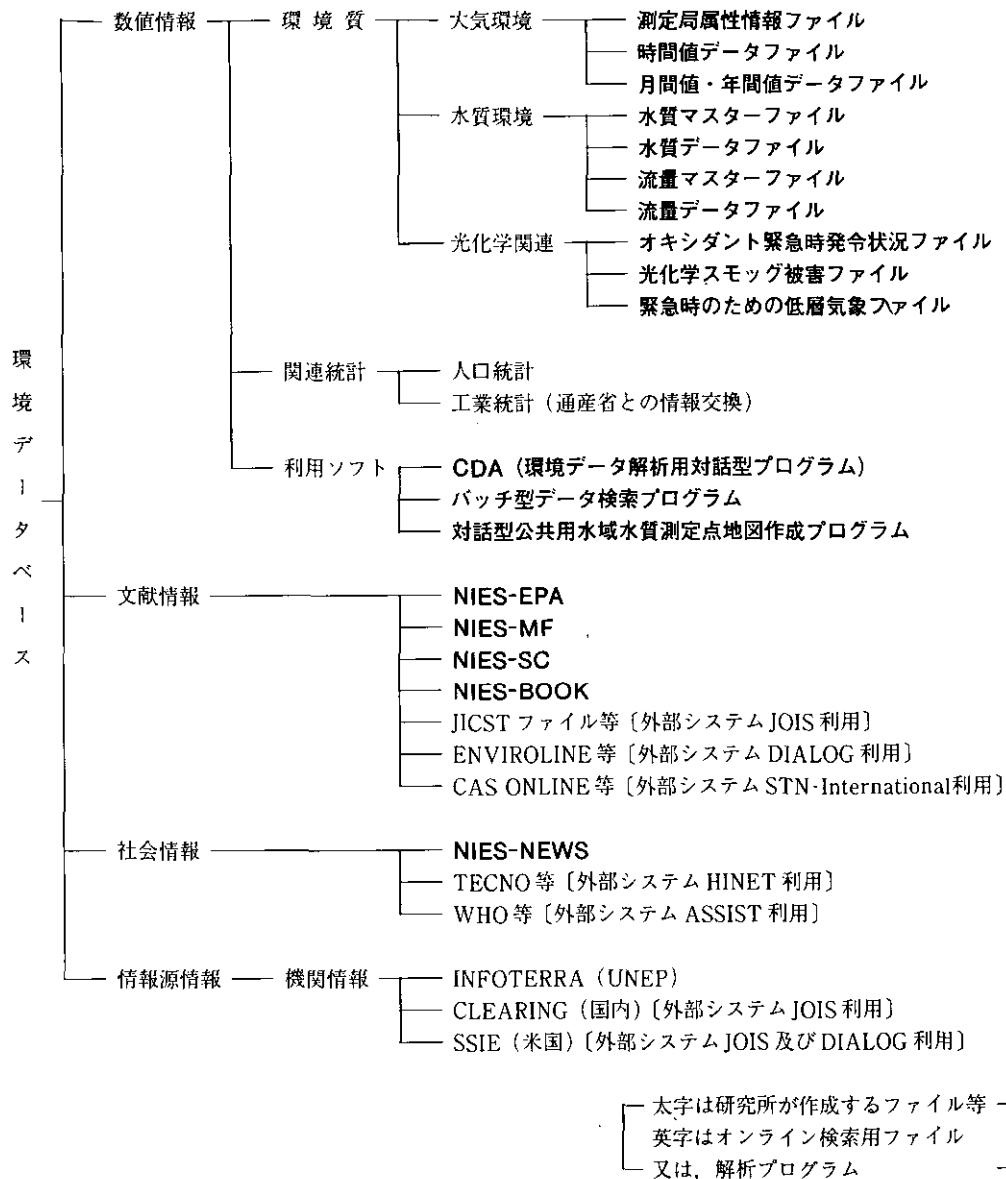 数値情報 環境質 大気環境 測定局属性情報ファイル
時間値データファイル
月間値・年間値データファイル
水質環境 水質マスターファイル
水質データファイル
流量マスターファイル
流量データファイル
光化学関連 オキシダント緊急時発令状況ファイル
光化学スモッグ被害ファイル
緊急時のための低層気象ファイル
環境データベース
関連統計 人口統計
工業統計（通産省との情報交換）
利用ソフト CDA（環境データ解析用対話型プログラム）
バッチ型データ検索プログラム
対話型公共用水域水質測定点地図作成プログラム
文献情報 NIES-EPA
NIES-MF
NIES-SC
NIES-BOOK
JICST ファイル等〔外部システム JOIS 利用〕
ENVIROLINE 等〔外部システム DIALOG 利用〕
CAS ONLINE 等〔外部システム STN-International利用〕
社会情報 NIES-NEWS
TECNO 等〔外部システム HINET 利用〕
WHO 等〔外部システム ASSIST 利用〕
情報源情報 機関情報 INFOTERRA（UNEP）
CLEARING（国内）〔外部システム JOIS 利用〕
SSIE（米国）〔外部システム JOIS 及び DIALOG 利用〕
太字は研究所が作成するファイル等
英字はオンライン検索用ファイル
又は，解析プログラム